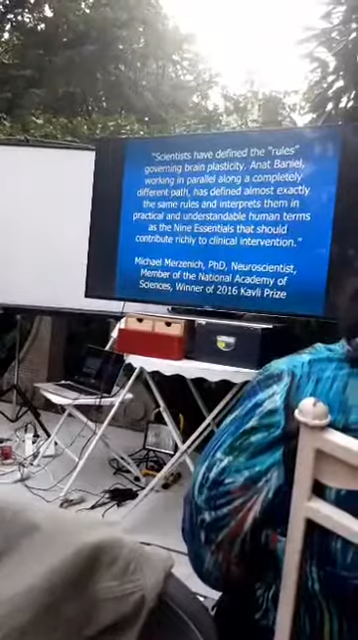 "Scientists have defined the "rules"
governing brain plasticity. Anat Baniel,
working in parallel along a completely
different path, has defined almost exactly
the same rules and interprets them in
practical and understandable human terms
as the Nine Essentials that should
contribute richly to clinical intervention."
Michael Merzenich, PhD, Neuroscientist,
Member of the National Academy of
Sciences, Winner of 2016 Kavli Prize